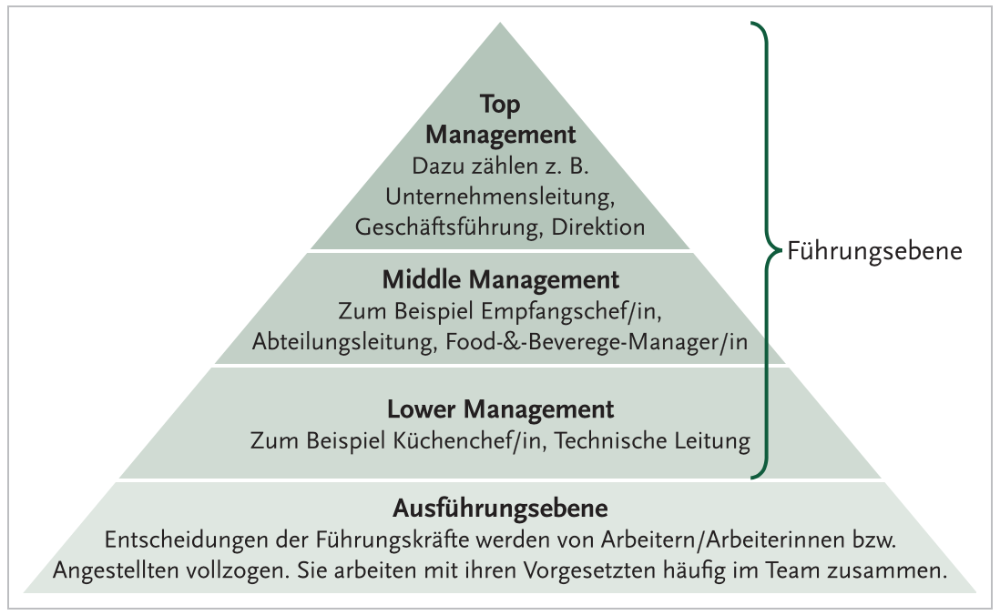 Top
Management
Dazu zählen z. B.
Unternehmensleitung,
Geschäftsführung, Direktion
Middle Management
Zum Beispiel Empfangschef/in,
Abteilungsleitung, Food-&-Beverege-Manager/in
Führungsebene
Lower Management
Zum Beispiel Küchenchef/in, Technische Leitung
Ausführungsebene
Entscheidungen der Führungskräfte werden von Arbeitern/Arbeiterinnen bzw.
Angestellten vollzogen. Sie arbeiten mit ihren Vorgesetzten häufig im Team zusammen.